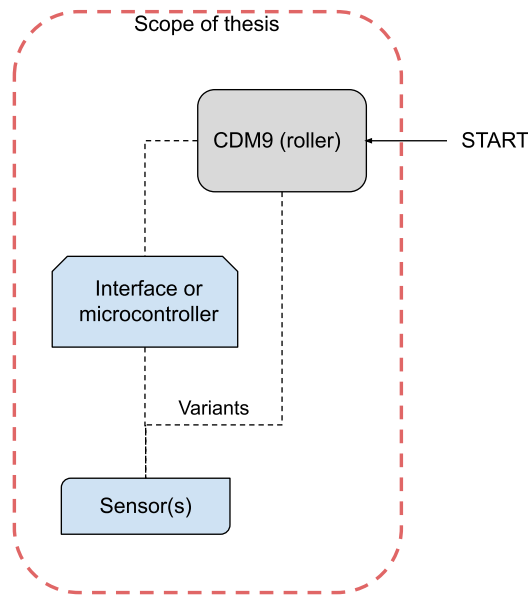 Scope of thesis
CDM9 (roller)
START
Interface or
microcontroller
Variants
Sensor(s)